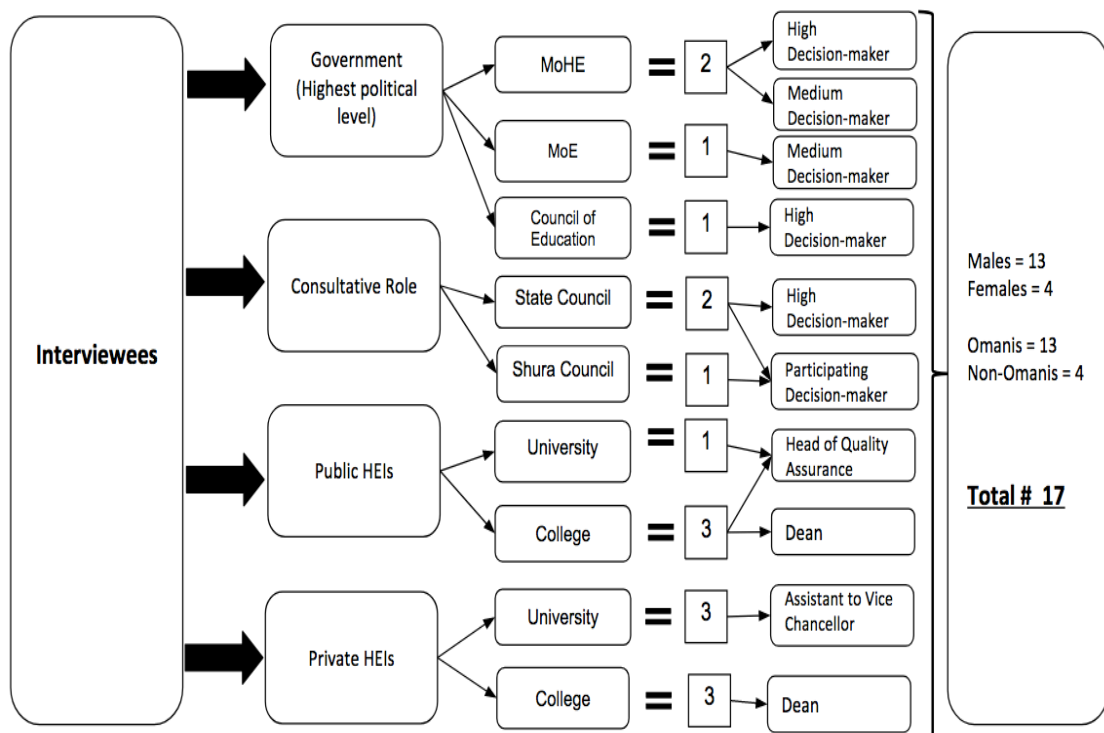 Interviewees
Government
(Highest political
level)
MoHE
=
2
High
Decision-maker
Medium
Decision-maker
MoE
=
1
Medium
Decision-maker
Council of
Education
=
1
High
Decision-maker
Consultative Role
State Council
=
2
High
Decision-maker
Shura Council
=
1
Participating
Decision-maker
Public HEIs
University
=
1
Head of Quality
Assurance
College
=
3
Dean
Private HEIs
University
=
3
Assistant to Vice
Chancellor
College
=
3
Dean
Males = 13
Females = 4
Omanis = 13
Non-Omanis = 4
Total # 17